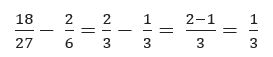 18/27 − 2/6 = 2/3 − 1/3 = 2−1/3 = 1/3